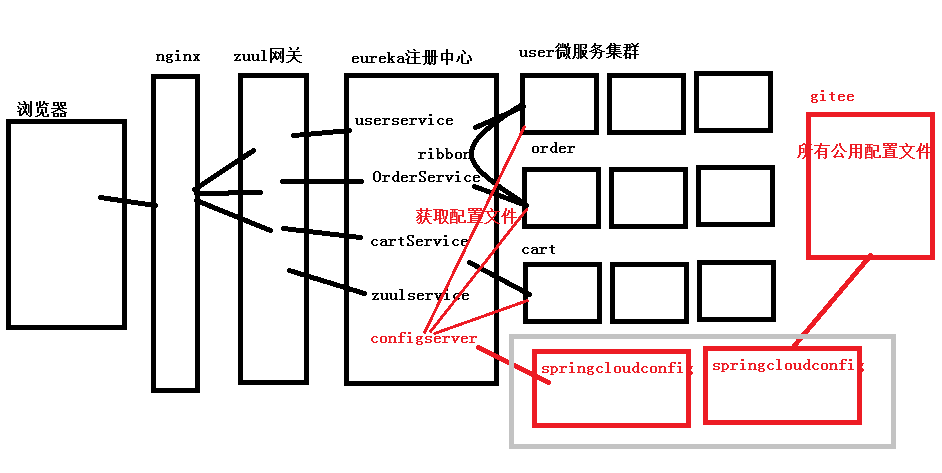 nginx
zuul网关
eureka注册中心
user微服务集群
浏览器
gitee
userservice
ribbon
order
所有公用配置文件
OrderService
获取配置文件
cartService
cart
zuulservice
configserver
springcloudconfig
springcloudconfig